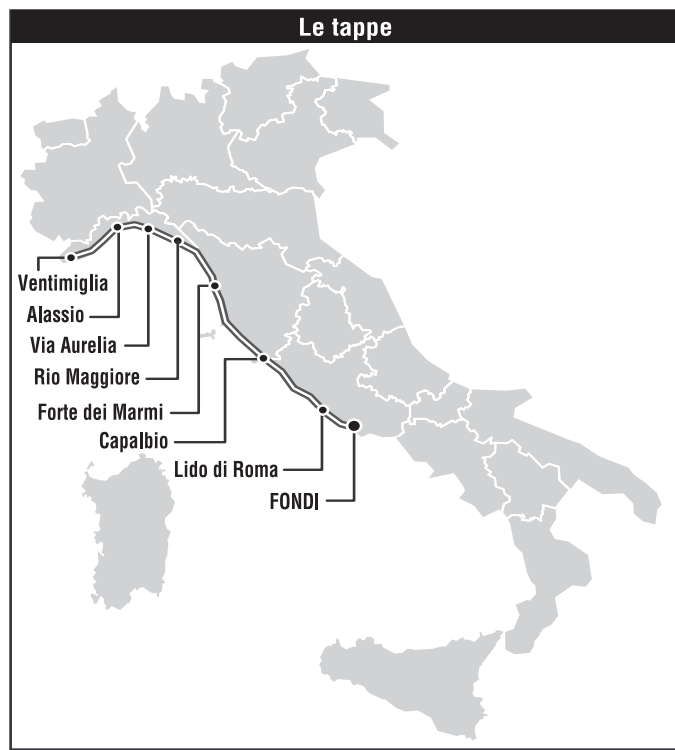 Le tappe
Ventimiglia
Alassio
Via Aurelia
Rio Maggiore
Forte dei Marmi
Capalbio
Lido di Roma
FONDI